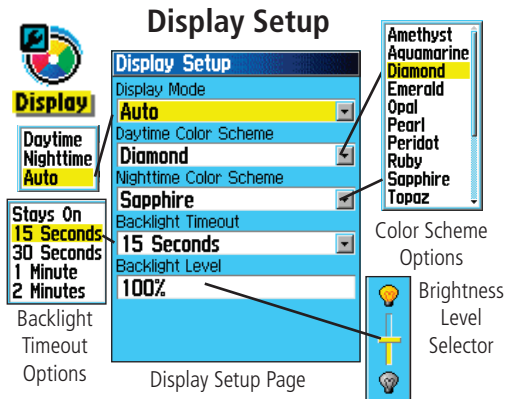 Display Setup
Display
Daytime
Nighttime
Auto
Stays On
15 Seconds
30 Seconds
1 Minute
2 Minutes
Backlight
Timeout
Options
Display Setup
Display Mode
Auto
Daytime Color Scheme
Diamond
Nighttime Color Scheme
Sapphire
Backlight Timeout
15 Seconds
Backlight Level
100%
Display Setup Page
Amethyst
Aquamarine
Diamond
Emerald
Opal
Pearl
Peridot
Ruby
Sapphire
Topaz
Color Scheme
Options
Brightness
Level
Selector